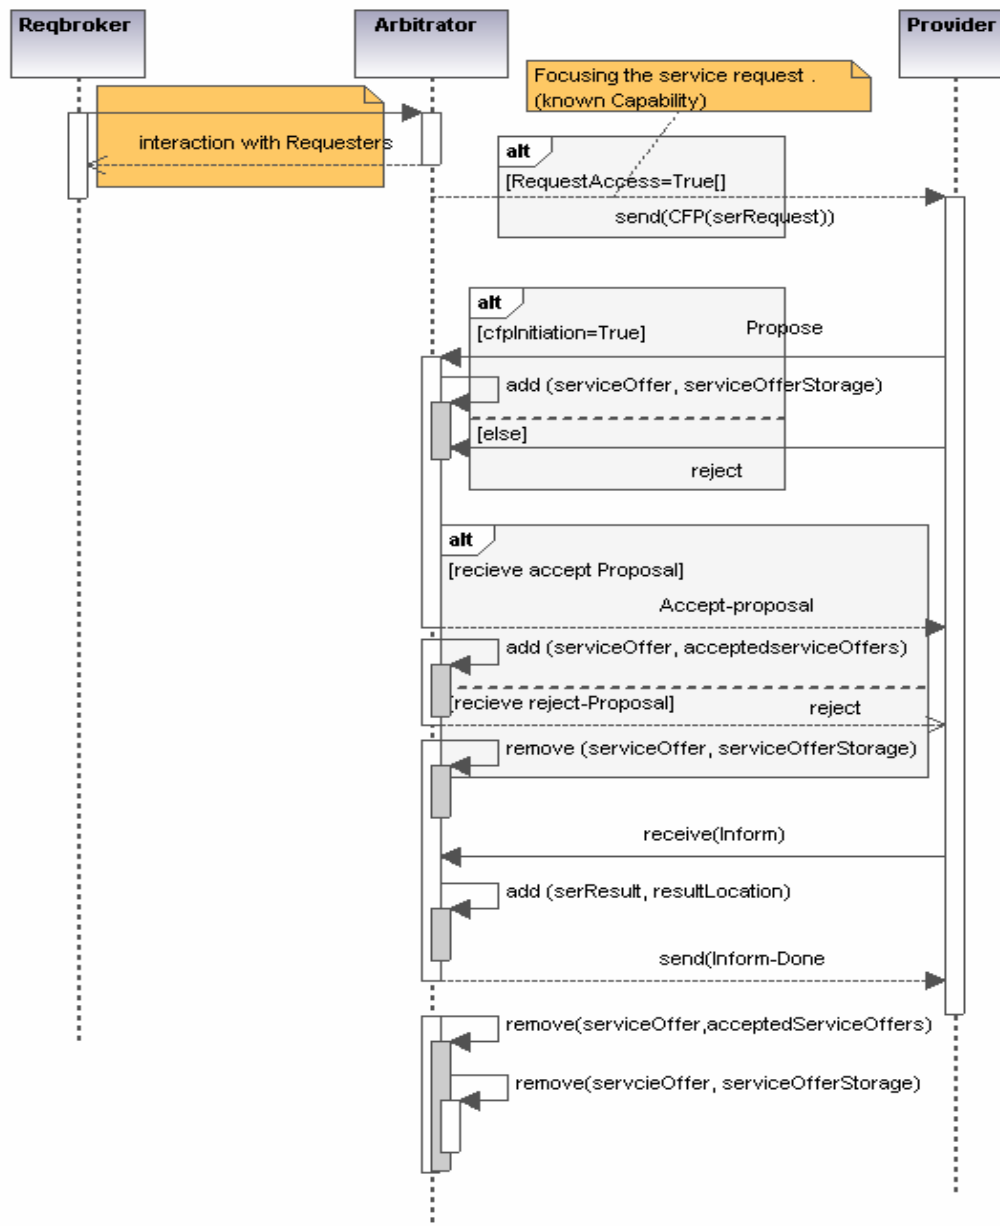 Reqbroker
Arbitrator
Provider
Focusing the service request .
(known Capability)
interaction with Requesters
alt
[RequestAccess=True[]
send(CFP(serRequest))
alt
[cfpInitiation=True]
Propose
add (serviceOffer, serviceOfferStorage)
[else]
reject
alt
[recieve accept Proposal]
Accept-proposal
add (serviceOffer, acceptedserviceOffers)
[recieve reject-Proposal]
reject
remove (serviceOffer, serviceOfferStorage)
receive(Inform)
add (serResult, resultLocation)
send(Inform-Done
remove(serviceOffer,acceptedServiceOffers)
remove(servcieOffer, serviceOfferStorage)